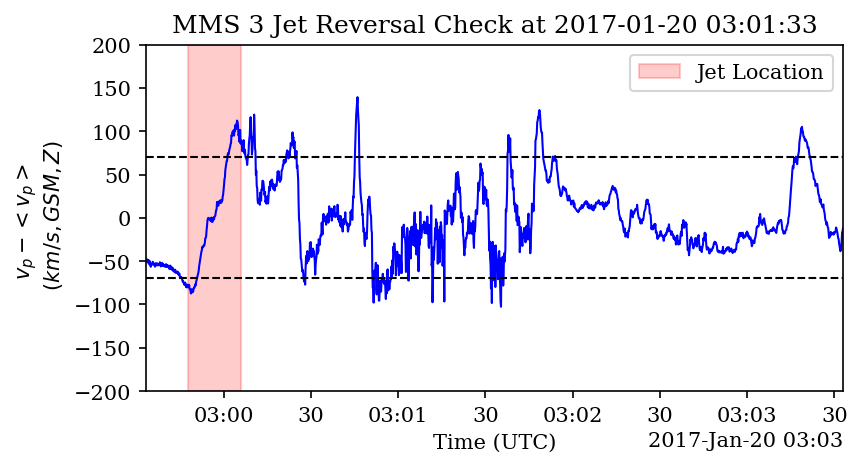 MMS 3 Jet Reversal Check at 2017-01-20 03:01:33
Jet Location
v_p − < v_p >
(km/s, GSM, Z)
200
150
100
50
0
−50
−100
−150
−200
03:00 30 03:01 30 03:02 30 03:03 30
Time (UTC)
2017-Jan-20 03:03